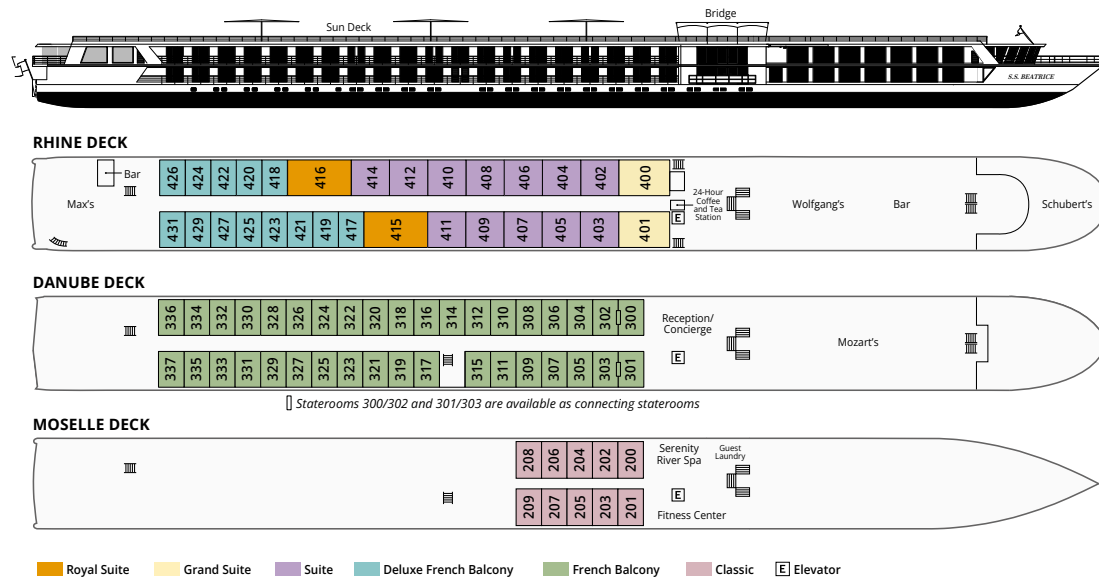 Sun Deck
Bridge
S.S. BEATRICE
RHINE DECK
426 424 422 420 418 416 414 412 410 408 406 404 402 400
Bar
Max's
24-Hour
Coffee
and Tea
Station
E
Wolfgang's
Bar
Schubert's
431 429 427 425 423 421 419 417 415 411 409 407 405 403 401
DANUBE DECK
336 334 332 330 328 326 324 322 320 318 316 314 312 310 308 306 304 302 300
Reception/
Concierge
Mozart's
E
337 335 333 331 329 327 325 323 321 319 317 315 311 309 307 305 303 301
Staterooms 300/302 and 301/303 are available as connecting staterooms
MOSELLE DECK
208 206 204 202 200
Serenity
River Spa
Guest
Laundry
E
209 207 205 203 201
Fitness Center
Royal Suite
Grand Suite
Suite
Deluxe French Balcony
French Balcony
Classic
E Elevator